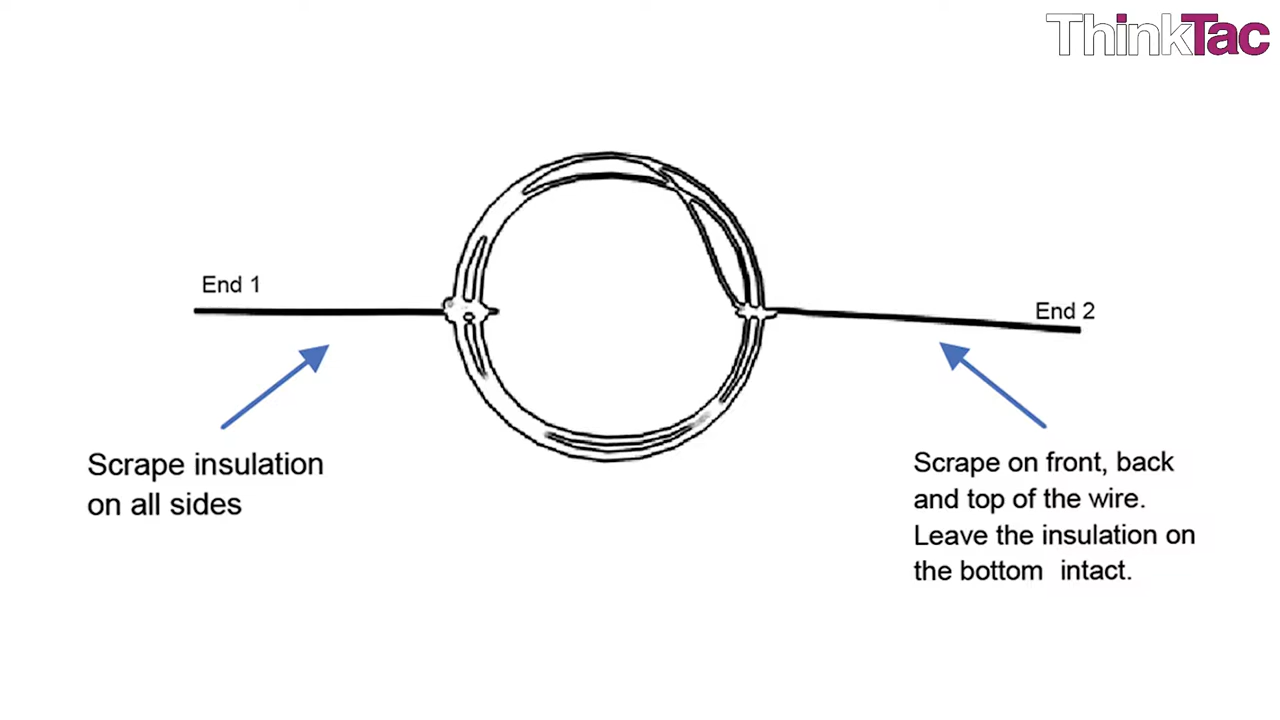 ThinkTac
End 1
End 2
Scrape insulation
on all sides
Scrape on front, back
and top of the wire.
Leave the insulation on
the bottom intact.